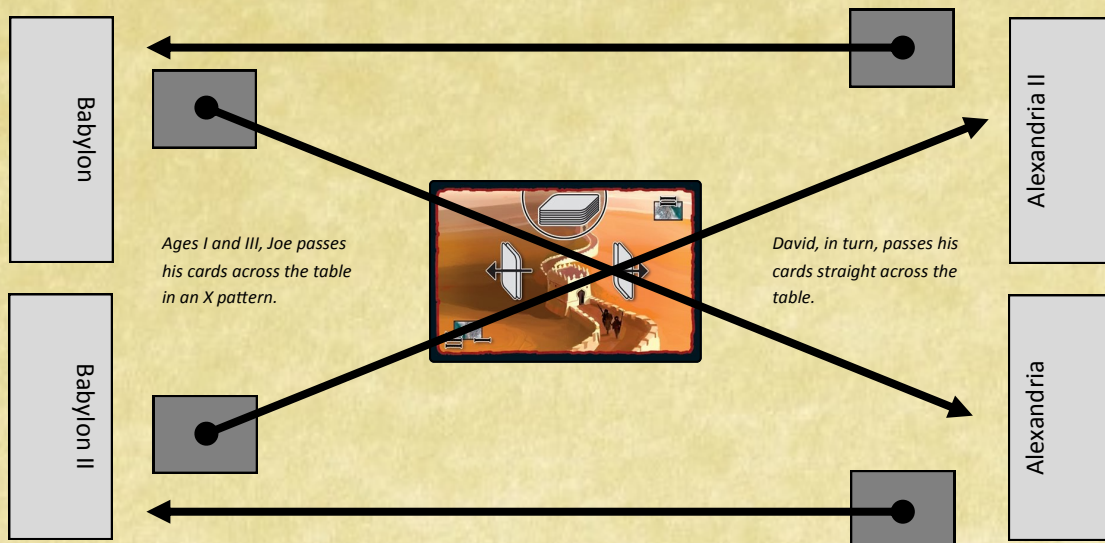 Babylon
Alexandria II
Ages I and III, Joe passes
his cards across the table
in an X pattern.
David, in turn, passes his
cards straight across the
table.
Babylon II
Alexandria